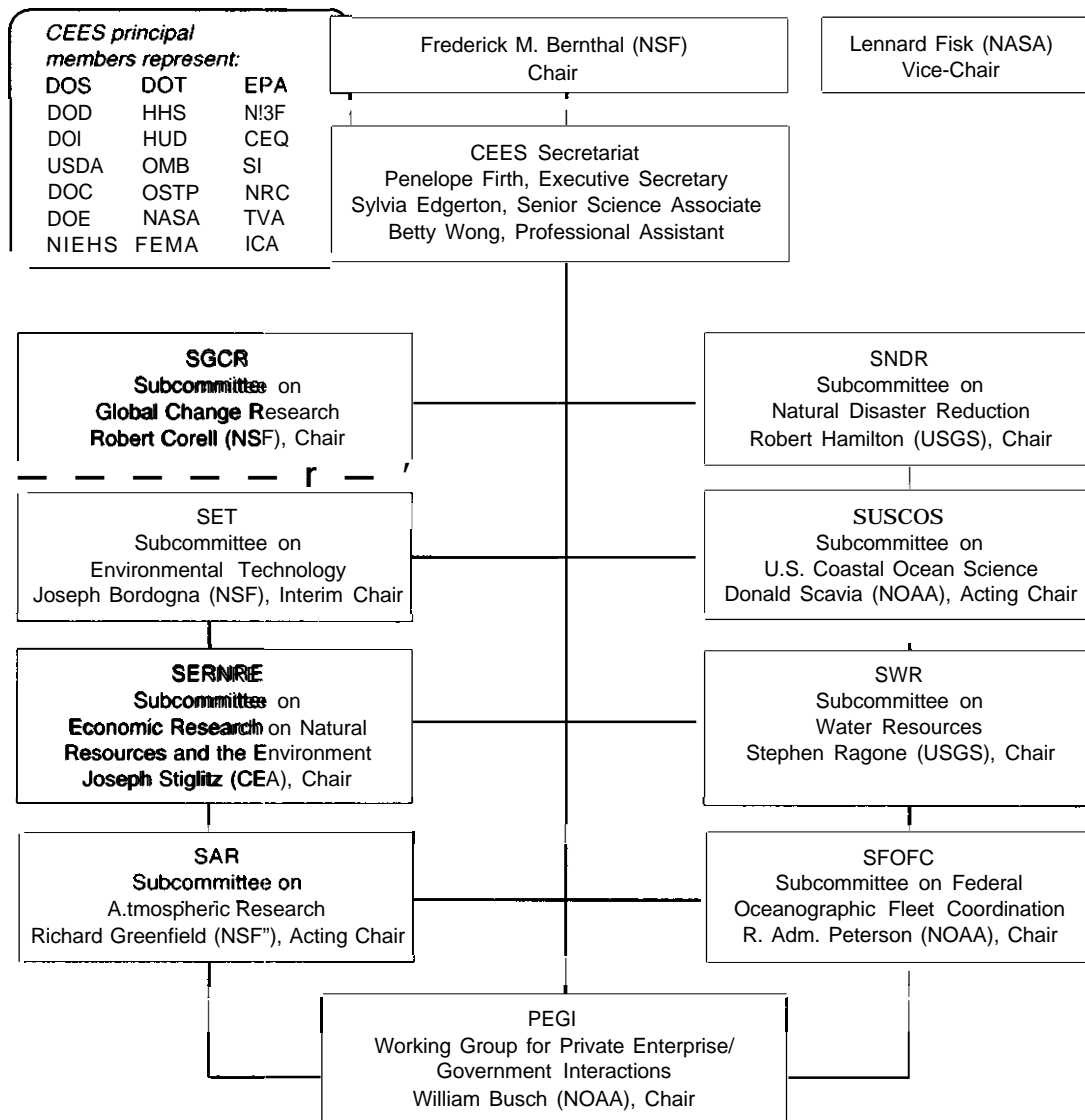 CEES principal
members represent:
DOS DOT EPA
DOD HHS N!3F
DOI HUD CEQ
USDA OMB SI
DOC OSTP NRC
DOE NASA TVA
NIEHS FEMA ICA
Frederick M. Bernthal (NSF)
Chair
Lennard Fisk (NASA)
Vice-Chair
CEES Secretariat
Penelope Firth, Executive Secretary
Sylvia Edgerton, Senior Science Associate
Betty Wong, Professional Assistant
SGCR
Subcommittee on
Global Change Research
Robert Corell (NSF), Chair
SNDR
Subcommittee on
Natural Disaster Reduction
Robert Hamilton (USGS), Chair
SET
Subcommittee on
Environmental Technology
Joseph Bordogna (NSF), Interim Chair
SUSCOS
Subcommittee on
U.S. Coastal Ocean Science
Donald Scavia (NOAA), Acting Chair
SERNRE
Subcommittee on
Economic Research on Natural
Resources and the Environment
Joseph Stiglitz (CEA), Chair
SWR
Subcommittee on
Water Resources
Stephen Ragone (USGS), Chair
SAR
Subcommittee on
A.tmospheric Research
Richard Greenfield (NSF"), Acting Chair
SFOFC
Subcommittee on Federal
Oceanographic Fleet Coordination
R. Adm. Peterson (NOAA), Chair
PEGI
Working Group for Private Enterprise/
Government Interactions
William Busch (NOAA), Chair